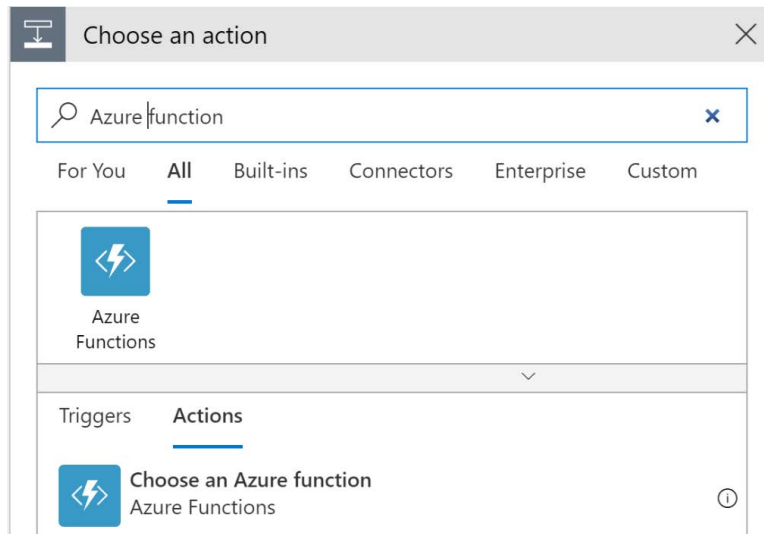 Choose an action
Azure function
For You All Built-ins Connectors Enterprise Custom
Azure
Functions
Triggers Actions
Choose an Azure function
Azure Functions